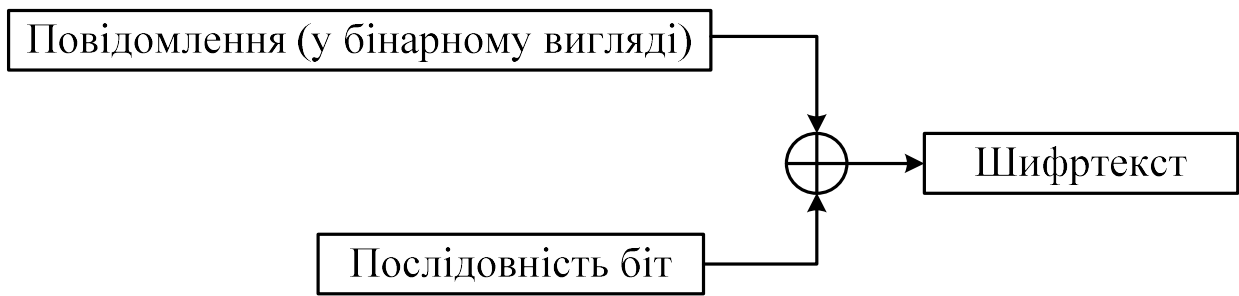 Повідомлення (у бінарному вигляді)
Шифртекст
Послідовність біт